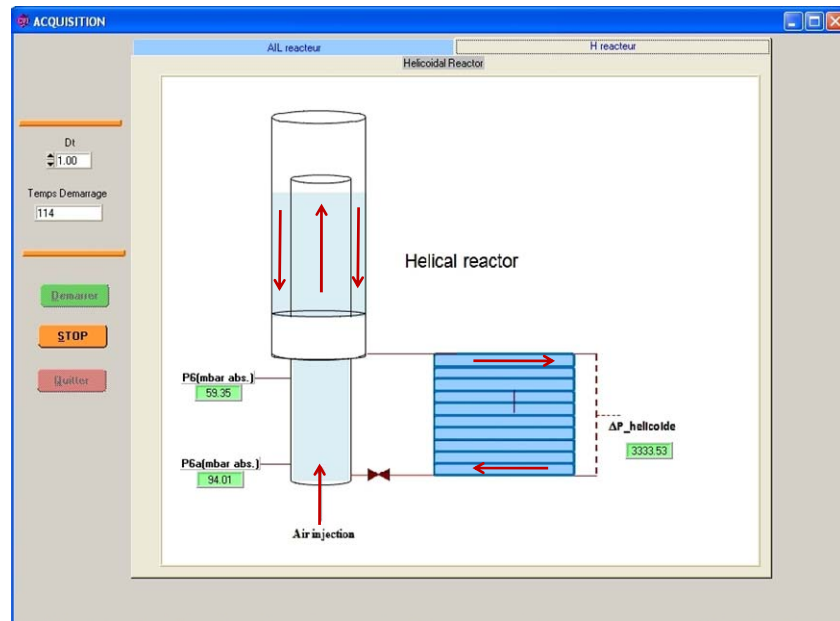 ACQUISITION
AIL reacteur
H reacteur
Helicoidal Reactor
Dt
1.00
Temps Demarrage
114
Demarrer
STOP
Quitter
Helical reactor
P6(mbar abs.)
59.35
P6a(mbar abs.)
94.01
ΔP_helicoide
3333.53
Air injection